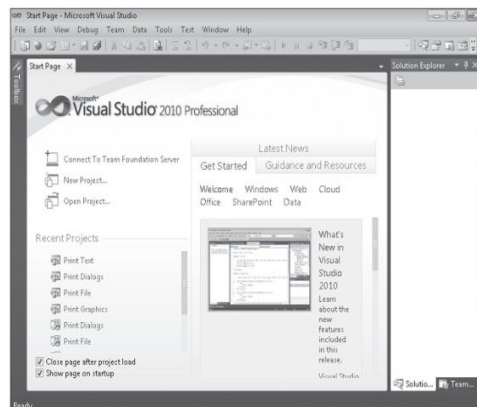 Start Page - Microsoft Visual Studio
File Edit View Debug Team Data Tools Test Window Help
Toolbox
Start Page
Solution Explorer
Microsoft
Visual Studio 2010 Professional
Connect To Team Foundation Server
New Project...
Open Project...
Recent Projects
Print Text
Print Dialogs
Print File
Print Graphics
Print Dialogs
Print File
Close page after project load
Show page on startup
Latest News
Get Started Guidance and Resources
Welcome Windows Web Cloud
Office SharePoint Data
What's
New in
Visual
Studio
2010
Learn
about the
new
features
included
in this
release.
Visual Studio
Solutio... Team...
Ready